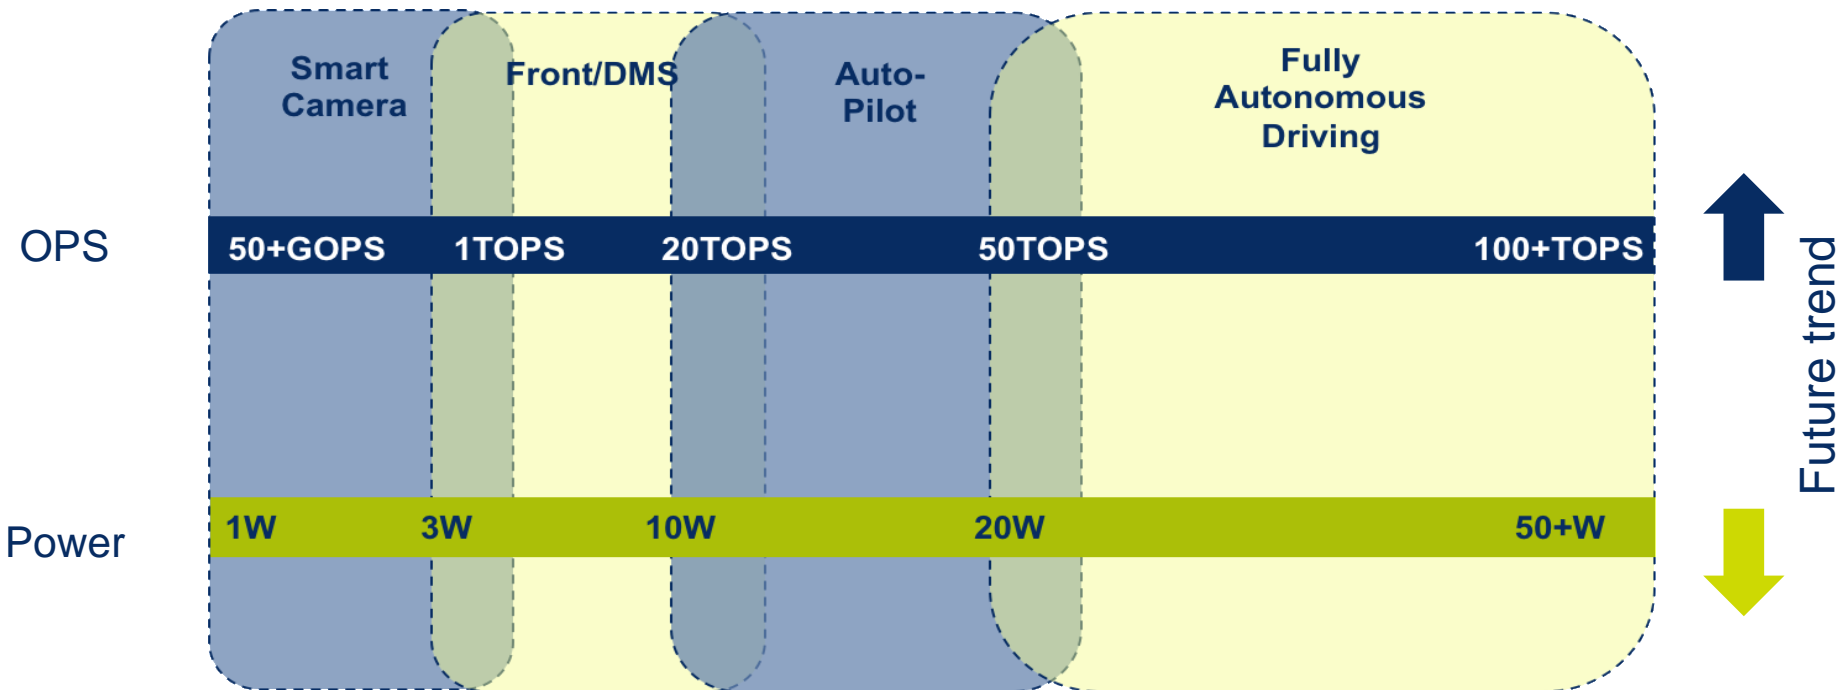 Smart
Camera
Front/DMS
Auto-
Pilot
Fully
Autonomous
Driving
OPS
50+GOPS
1TOPS
20TOPS
50TOPS
100+TOPS
Power
1W
3W
10W
20W
50+W
Future trend